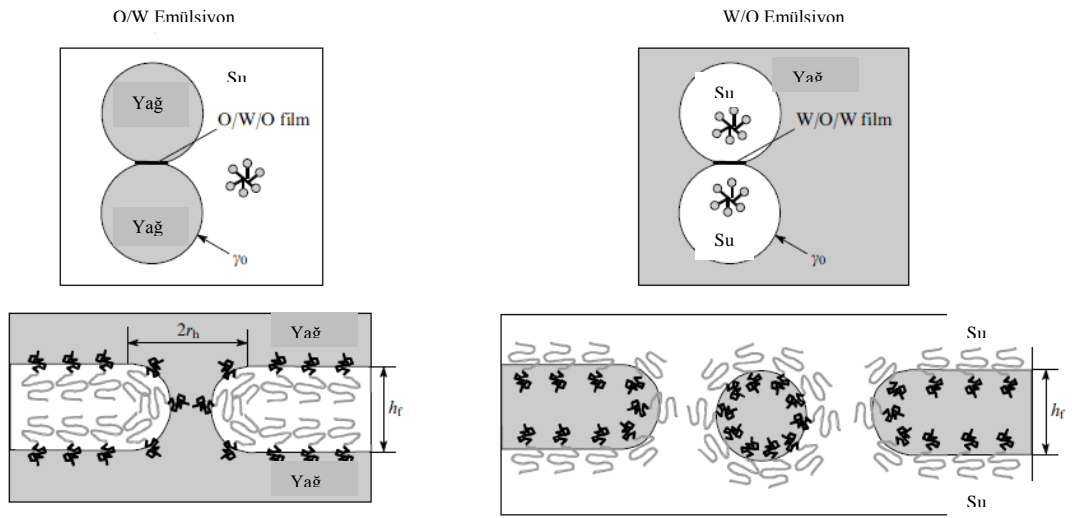 O/W Emülsiyon
Su
Yağ
O/W/O film
Yağ
γ0
Yağ
2rh
hf
Yağ
W/O Emülsiyon
Yağ
Su
W/O/W film
Su
γ0
Su
hf
Su